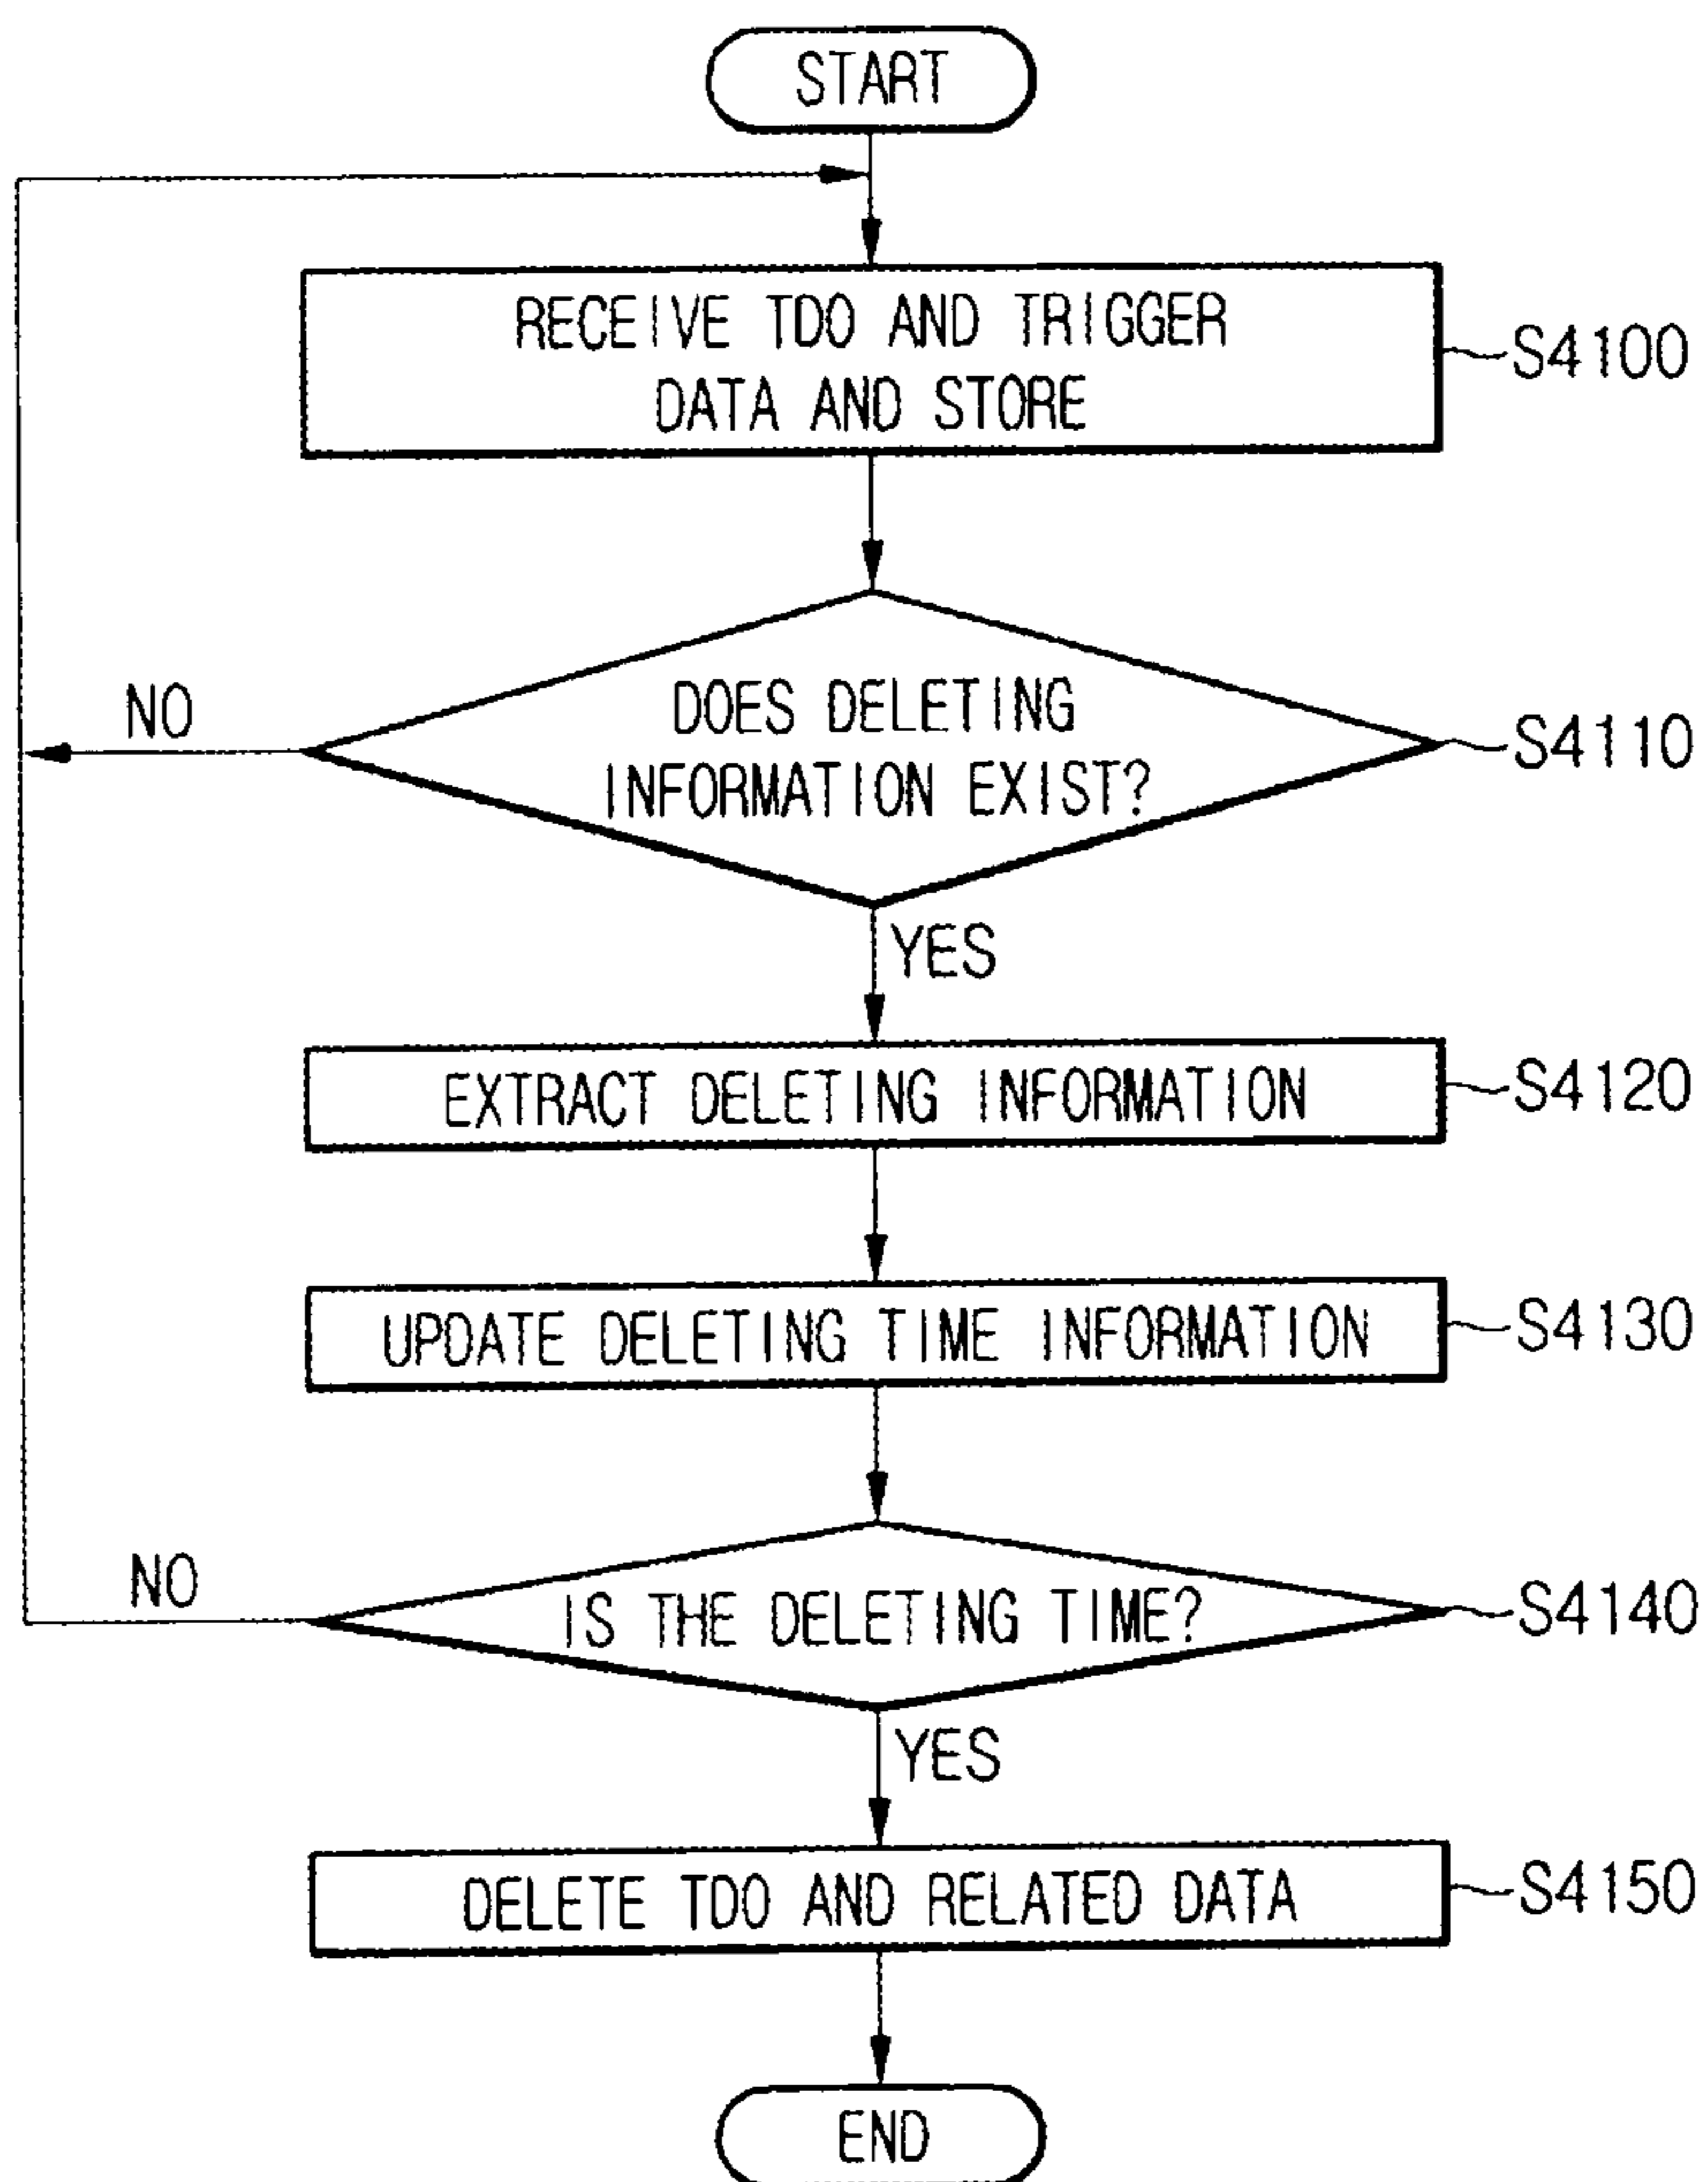 START
RECEIVE TDO AND TRIGGER
DATA AND STORE
S4100
DOES DELETING
INFORMATION EXIST?
S4110
NO
YES
EXTRACT DELETING INFORMATION
S4120
UPDATE DELETING TIME INFORMATION
S4130
IS THE DELETING TIME?
S4140
NO
YES
DELETE TDO AND RELATED DATA
S4150
END